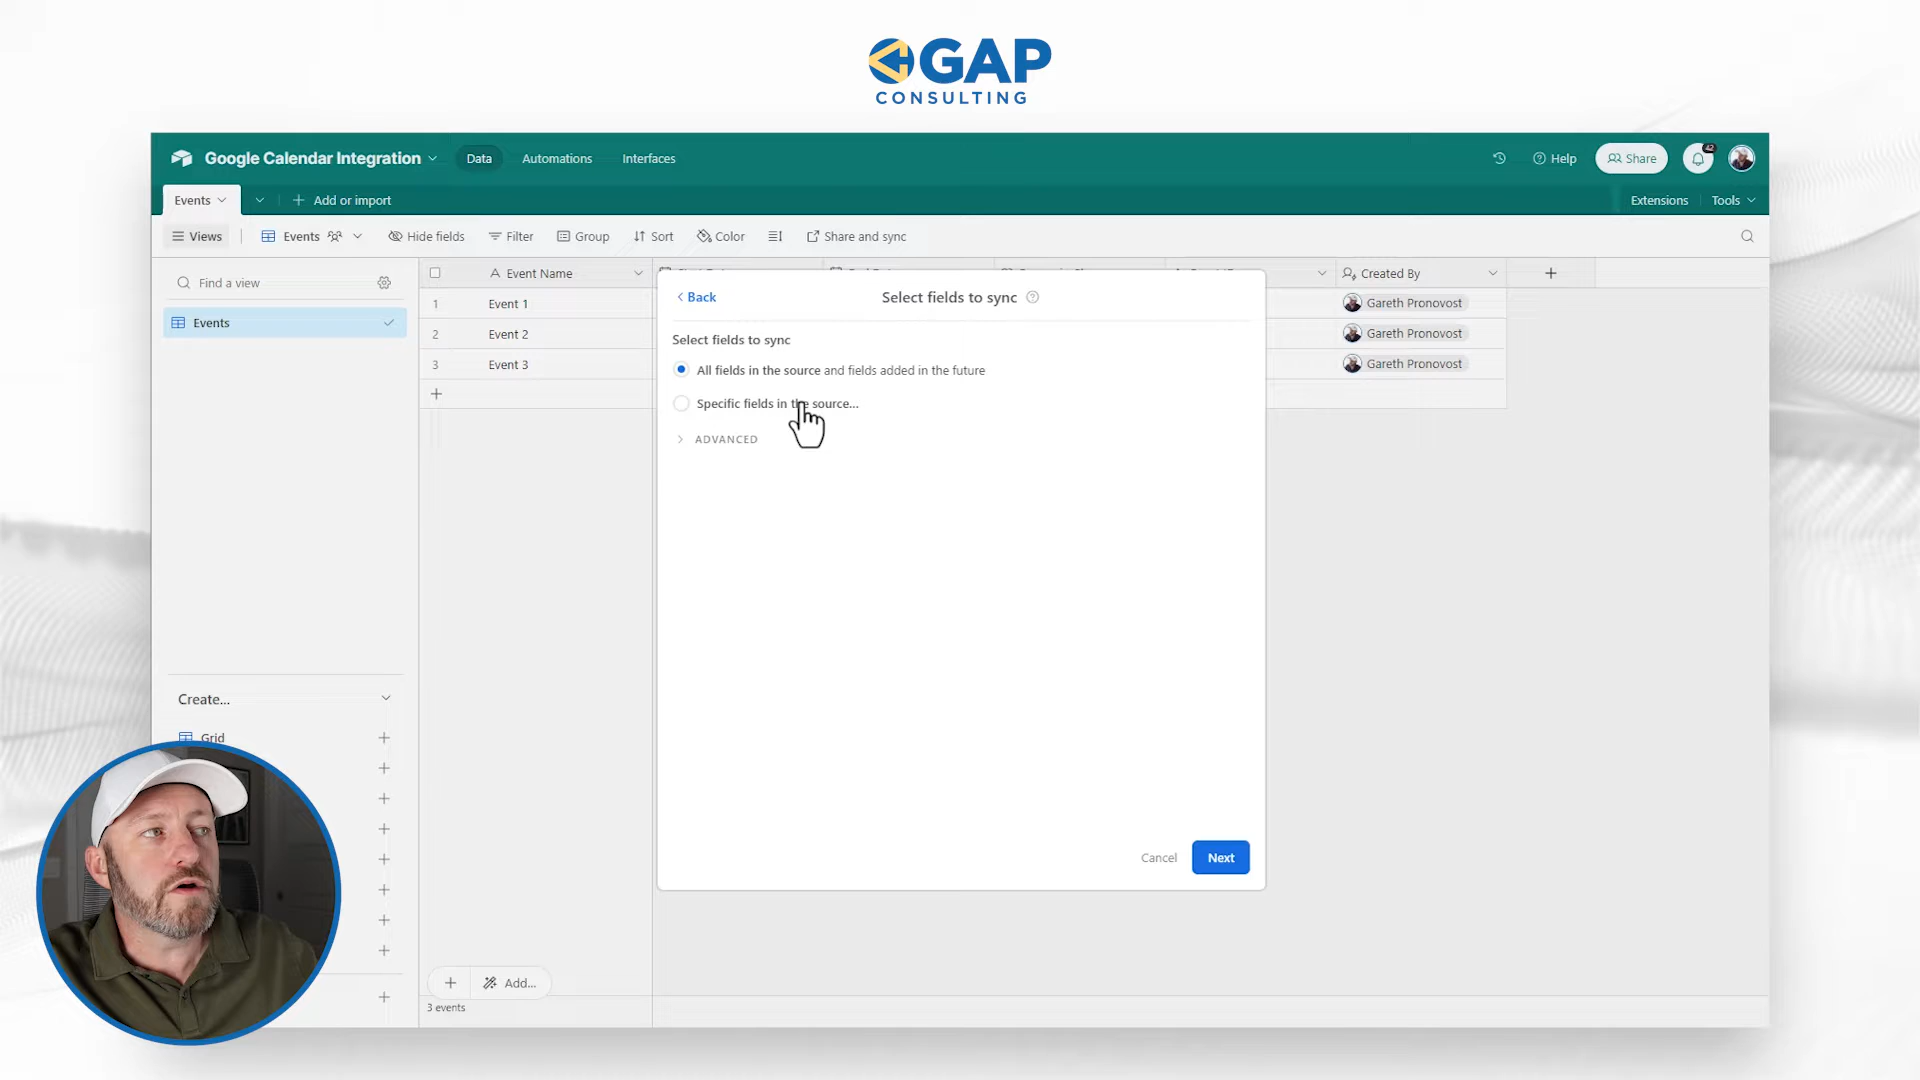 GAP
CONSULTING
Google Calendar Integration
Data
Automations
Interfaces
Help
Share
42
Events
Add or import
Extensions
Tools
Views
Events
Hide fields
Filter
Group
Sort
Color
Share and sync
Find a view
Events
Event Name
Created By
1 Event 1
2 Event 2
3 Event 3
Gareth Pronovost
Gareth Pronovost
Gareth Pronovost
Back
Select fields to sync
Select fields to sync
All fields in the source and fields added in the future
Specific fields in the source...
ADVANCED
Cancel
Next
Create...
Grid
Add...
3 events